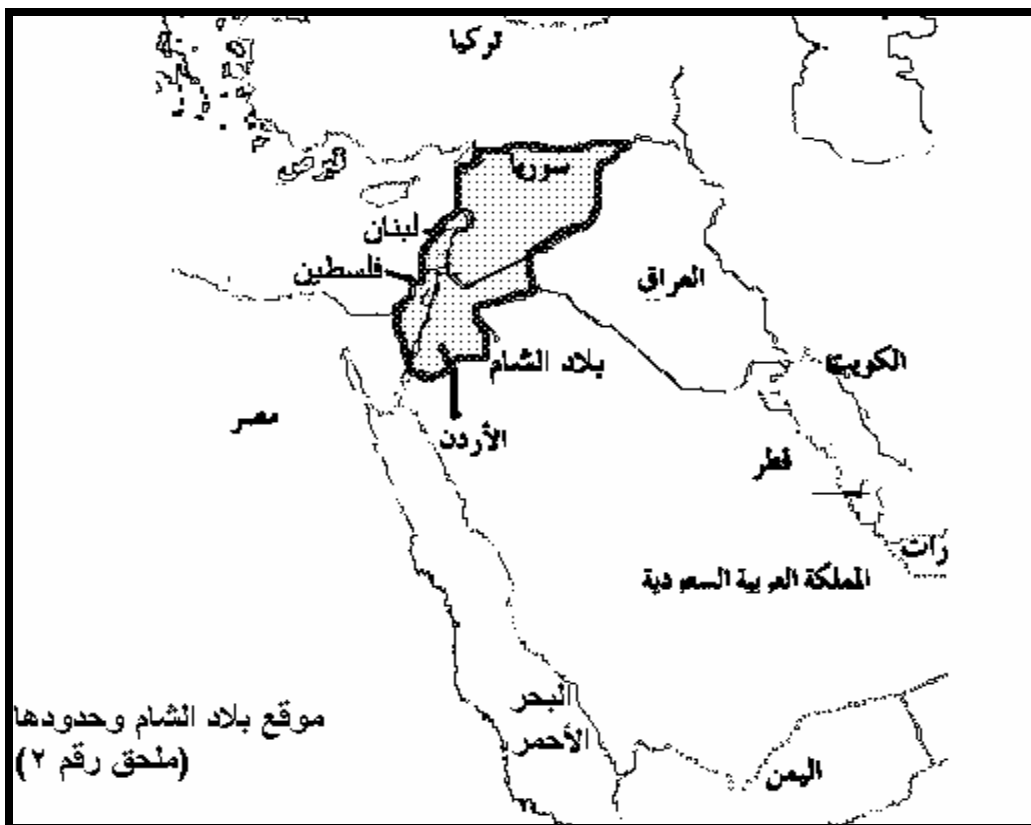 تركيا
قبرص
سوريا
لبنان
فلسطين
العراق
بلاد الشام
الكويت
مصر
الأردن
قطر
رات
المملكة العربية السعودية
البحر
الأحمر
موقع بلاد الشام وحدودها
(ملحق رقم ٢)
اليمن